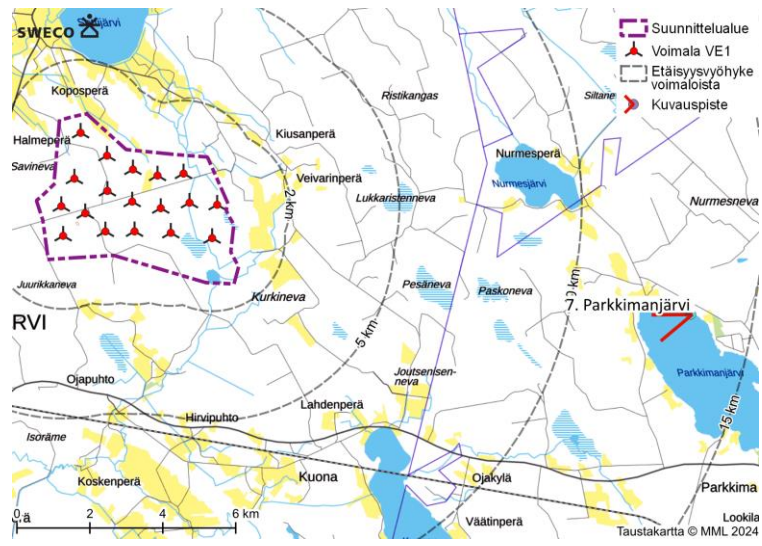 SWECO
Suunnittelualue
Voimala VE1
Etäisyysvyöhyke
voimaloista
Kuvauspiste
Koposperä
Ristikangas
Siltane
Halmeperä
Kiusanperä
Savineva
Nurmesperä
Veivarinperä
Nurmesjärvi
2 km
Lukkaristenneva
Nurmesneva
Juurikkaneva
Kurkineva
Pesäneva
Paskoneva
7. Parkkimanjärvi
RVI
5 km
Ojapuhto
Joutsenisen-
neva
Parkkimanjärvi
Lahdenperä
Hirvipuhto
15 km
Isoräme
Koskenperä
Kuona
Ojakylä
Parkkima
Väätinperä
Lookila
0 2 4 6 km
Taustakartta © MML 2024